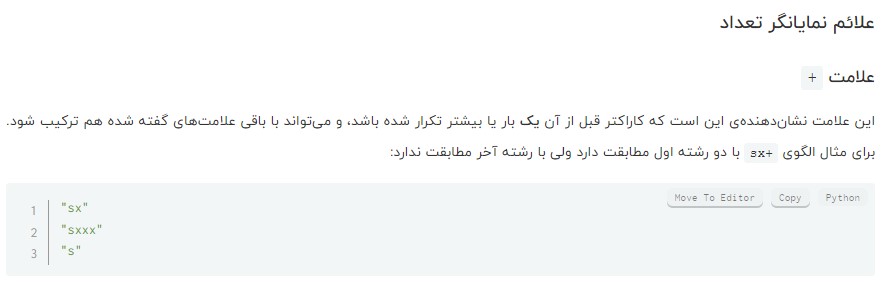 علائم نمایانگر تعداد
علامت +
این علامت نشان‌دهنده‌ی این است که کاراکتر قبل از آن یک بار یا بیشتر تکرار شده باشد، و می‌تواند با باقی علامت‌های گفته شده هم ترکیب شود.
برای مثال الگوی sx+ با دو رشته اول مطابقت دارد ولی با رشته آخر مطابقت ندارد:
Move To Editor Copy Python
1 "sx"
2 "sxxx"
3 "s"